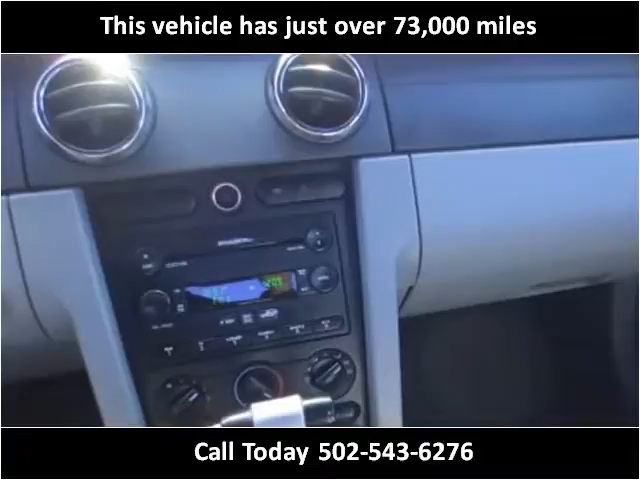 This vehicle has just over 73,000 miles
Call Today 502-543-6276